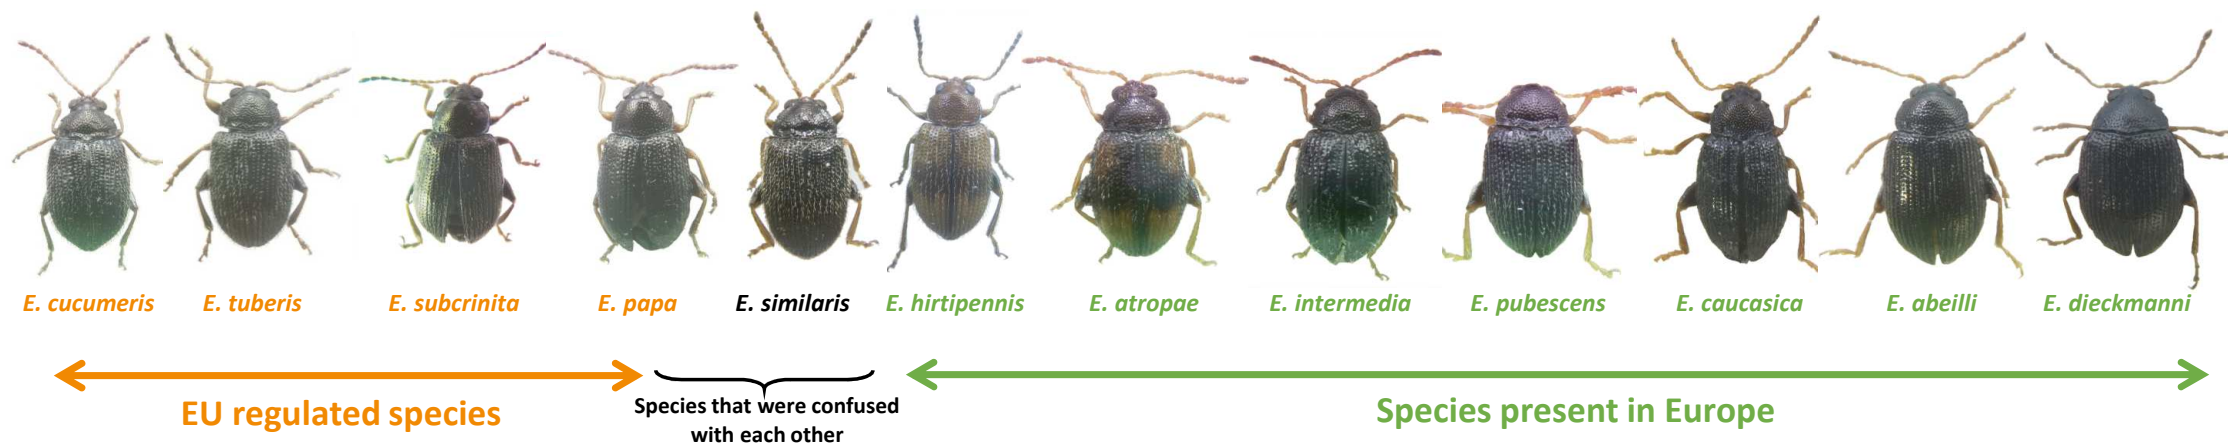 E. cucumeris
E. tuberis
E. subcrinita
E. papa
E. similaris
E. hirtipennis
E. atropae
E. intermedia
E. pubescens
E. caucasica
E. abeilli
E. dieckmanni
EU regulated species
Species that were confused
with each other
Species present in Europe